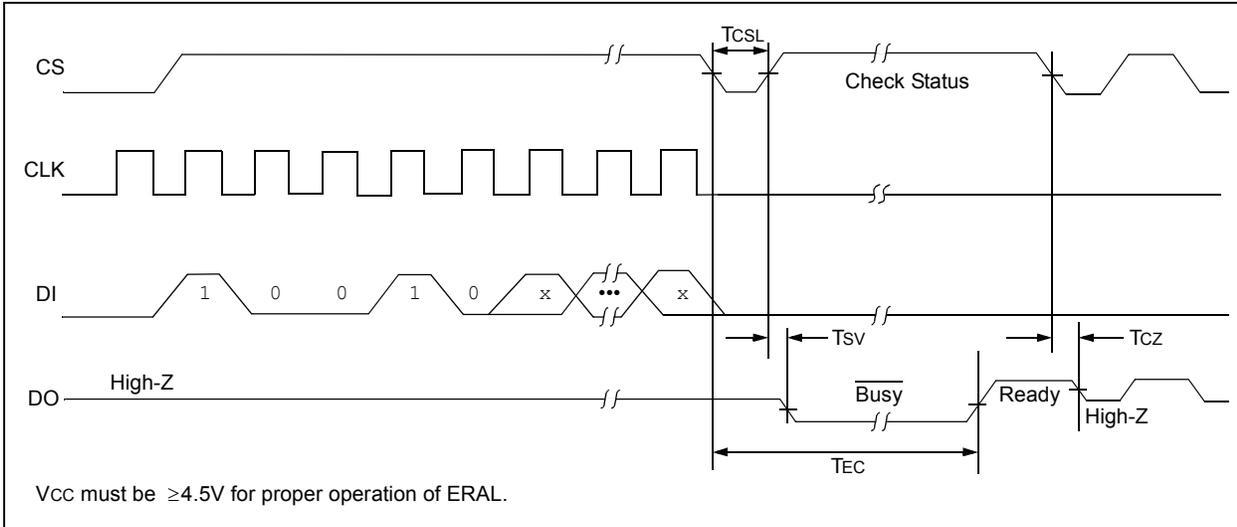 TCSL
CS
Check Status
CLK
DI
1 0 0 1 0 x ••• x
TSV
TCZ
High-Z
DO
Busy
Ready
High-Z
TEC
VCC must be ≥4.5V for proper operation of ERAL.